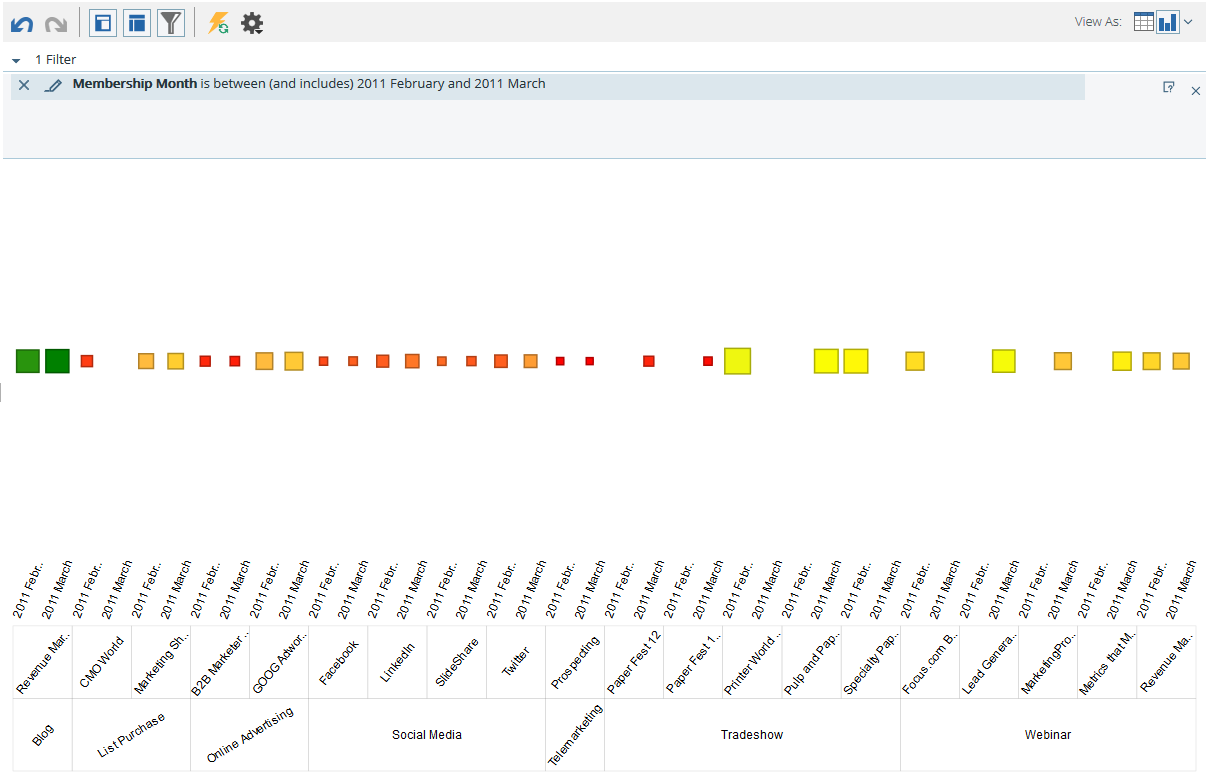 View As:
1 Filter
Membership Month is between (and includes) 2011 February and 2011 March
2011 Febr.. 2011 March 2011 Febr.. 2011 March 2011 Febr.. 2011 March 2011 Febr.. 2011 March 2011 Febr.. 2011 March 2011 Febr.. 2011 March 2011 Febr.. 2011 March 2011 Febr.. 2011 March 2011 Febr.. 2011 March 2011 Febr.. 2011 March 2011 Febr.. 2011 March 2011 Febr.. 2011 March 2011 Febr.. 2011 March 2011 Febr.. 2011 March 2011 Febr.. 2011 March 2011 Febr.. 2011 March 2011 Febr.. 2011 March 2011 Febr.. 2011 March 2011 Febr.. 2011 March 2011 Febr.. 2011 March
Revenue Mar.. CMO World Marketing Sh.. B2B Marketer .. GOOG Adwor.. Facebook LinkedIn SlideShare Twitter Prospecting Paper Fest 12 Paper Fest 1.. Printer World .. Pulp and Pap.. Specialty Pap.. Focus.com B.. Lead Genera.. MarketingPro.. Metrics that M.. Revenue Ma..
Blog List Purchase Online Advertising Social Media Telemarketing Tradeshow Webinar